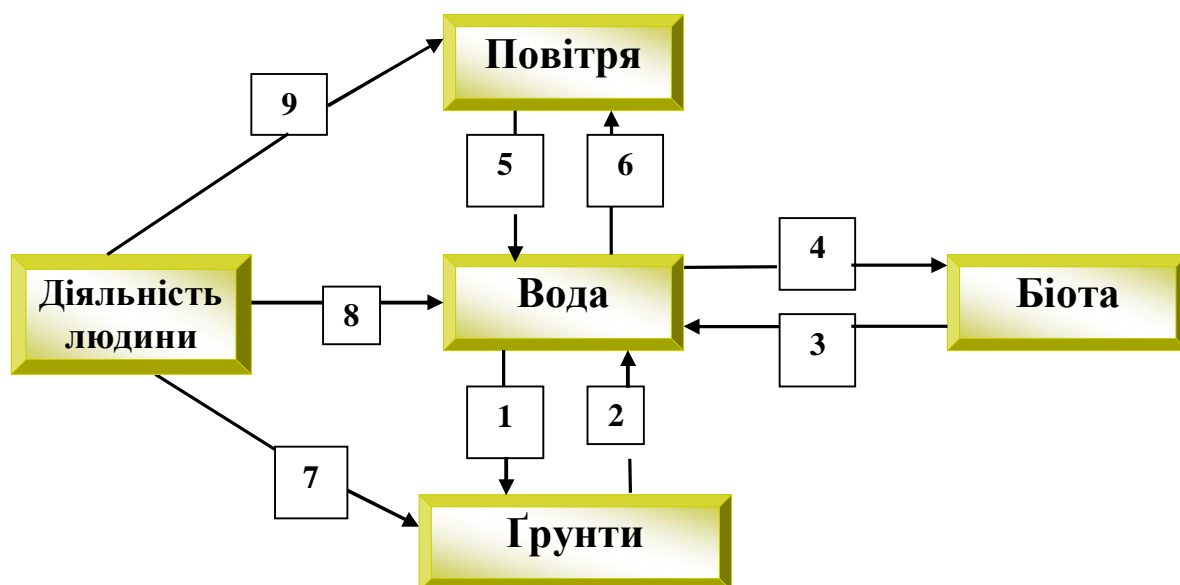 Повітря
9
5
6
4
Діяльність
людини
8
Вода
Біота
3
1
2
7
Ґрунти